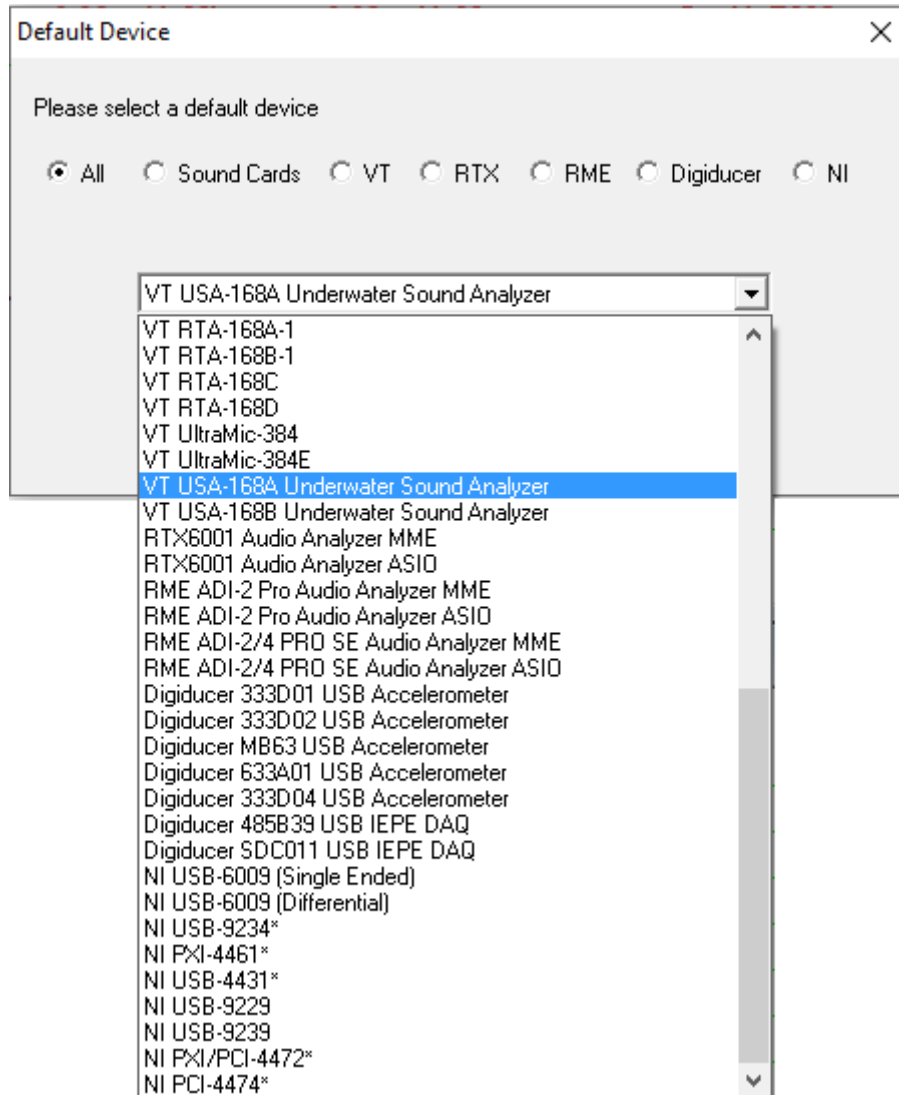 Default Device
Please select a default device
All Sound Cards VT RTX RME Digiducer NI
VT USA-168A Underwater Sound Analyzer
VT RTA-168A-1
VT RTA-168B-1
VT RTA-168C
VT RTA-168D
VT UltraMic-384
VT UltraMic-384E
VT USA-168A Underwater Sound Analyzer
VT USA-168B Underwater Sound Analyzer
RTX6001 Audio Analyzer MME
RTX6001 Audio Analyzer ASIO
RME ADI-2 Pro Audio Analyzer MME
RME ADI-2 Pro Audio Analyzer ASIO
RME ADI-2/4 PRO SE Audio Analyzer MME
RME ADI-2/4 PRO SE Audio Analyzer ASIO
Digiducer 333D01 USB Accelerometer
Digiducer 333D02 USB Accelerometer
Digiducer MB63 USB Accelerometer
Digiducer 633A01 USB Accelerometer
Digiducer 333D04 USB Accelerometer
Digiducer 485B39 USB IEPE DAQ
Digiducer SDC011 USB IEPE DAQ
NI USB-6009 (Single Ended)
NI USB-6009 (Differential)
NI USB-9234*
NI PXI-4461*
NI USB-4431*
NI USB-9229
NI USB-9239
NI PXI/PCI-4472*
NI PCI-4474*